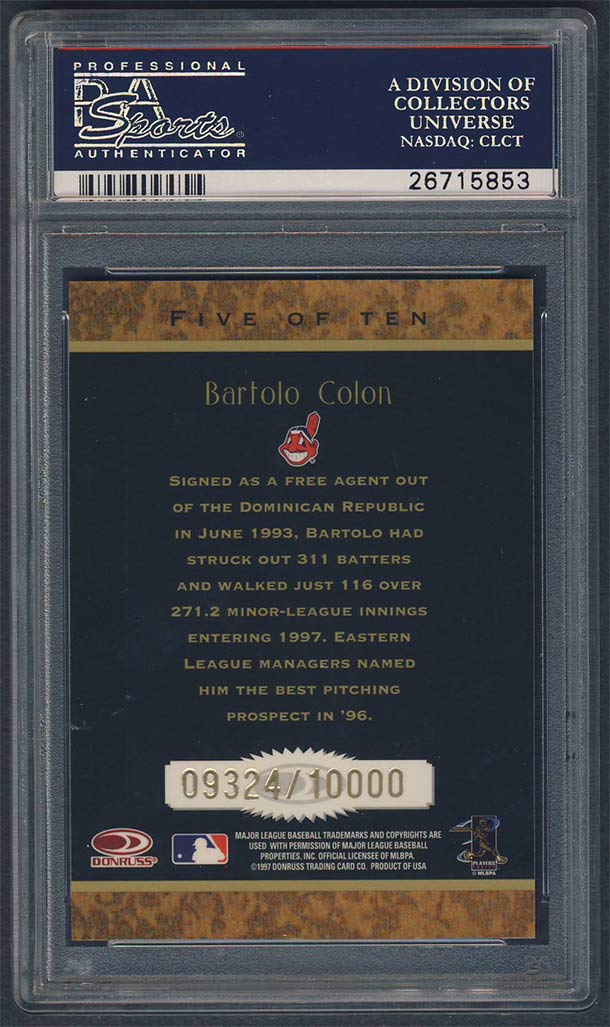 PROFESSIONAL
PSA
Sports
AUTHENTICATOR
A DIVISION OF
COLLECTORS
UNIVERSE
NASDAQ: CLCT
26715853
FIVE OF TEN
Bartolo Colon
SIGNED AS A FREE AGENT OUT
OF THE DOMINICAN REPUBLIC
IN JUNE 1993, BARTOLO HAD
STRUCK OUT 311 BATTERS
AND WALKED JUST 116 OVER
271.2 MINOR-LEAGUE INNINGS
ENTERING 1997. EASTERN
LEAGUE MANAGERS NAMED
HIM THE BEST PITCHING
PROSPECT IN '96.
09324/10000
DONRUSS
MAJOR LEAGUE BASEBALL TRADEMARKS AND COPYRIGHTS ARE
USED WITH PERMISSION OF MAJOR LEAGUE BASEBALL
PROPERTIES, INC. OFFICIAL LICENSEE OF MLBPA.
©1997 DONRUSS TRADING CARD CO. PRODUCT OF USA
PLAYERS
© MLBPA